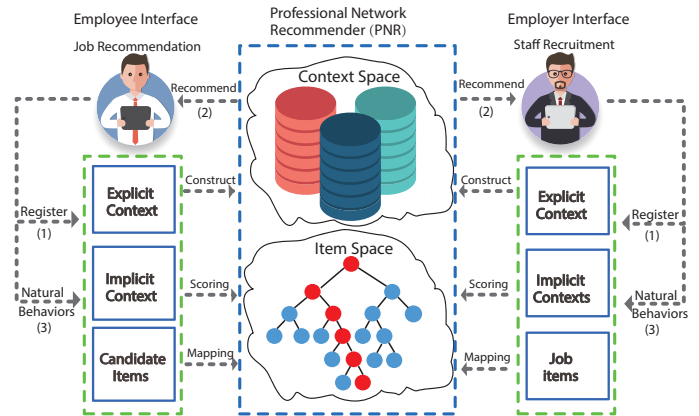 Employee Interface
Job Recommendation
Professional Network
Recommender (PNR)
Employer Interface
Staff Recruitment
Recommend
(2)
Context Space
Recommend
(2)
Explicit
Context
Construct
Construct
Explicit
Context
Register
(1)
Register
(1)
Item Space
Implicit
Context
Scoring
Scoring
Implicit
Contexts
Natural
Behaviors
(3)
Natural
Behaviors
(3)
Candidate
Items
Mapping
Mapping
Job
items